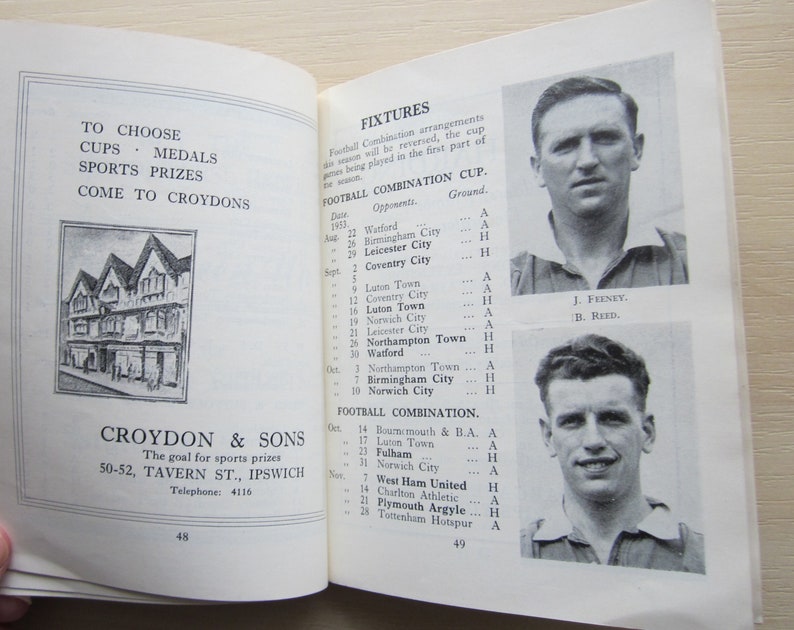 TO CHOOSE
CUPS · MEDALS
SPORTS PRIZES
COME TO CROYDONS
CROYDON & SONS
The goal for sports prizes
50-52, TAVERN ST., IPSWICH
Telephone: 4116
48
FIXTURES
Football Combination arrangements
this season will be reversed, the cup
games being played in the first part of
the season.
FOOTBALL COMBINATION CUP.
Date. Opponents. Ground.
1953.
Aug. 22 Watford ... ... A
„ 26 Birmingham City ... A
„ 29 Leicester City ... H
Sept. 2 Coventry City ... H
„ 5
„ 9 Luton Town ... A
„ 12 Coventry City ... A
„ 16 Luton Town ... H
„ 19 Norwich City ... A
„ 21 Leicester City ... A
„ 26 Northampton Town ... H
„ 30 Watford ... ... H
Oct. 3 Northampton Town ... A
„ 7 Birmingham City ... H
„ 10 Norwich City ... H
FOOTBALL COMBINATION.
Oct. 14 Bournemouth & B.A. A
„ 17 Luton Town ... A
„ 23 Fulham ... ... H
„ 31 Norwich City ... A
Nov. 7 West Ham United H
„ 14 Charlton Athletic ... A
„ 21 Plymouth Argyle ... H
„ 28 Tottenham Hotspur A
49
J. FEENEY.
B. REED.